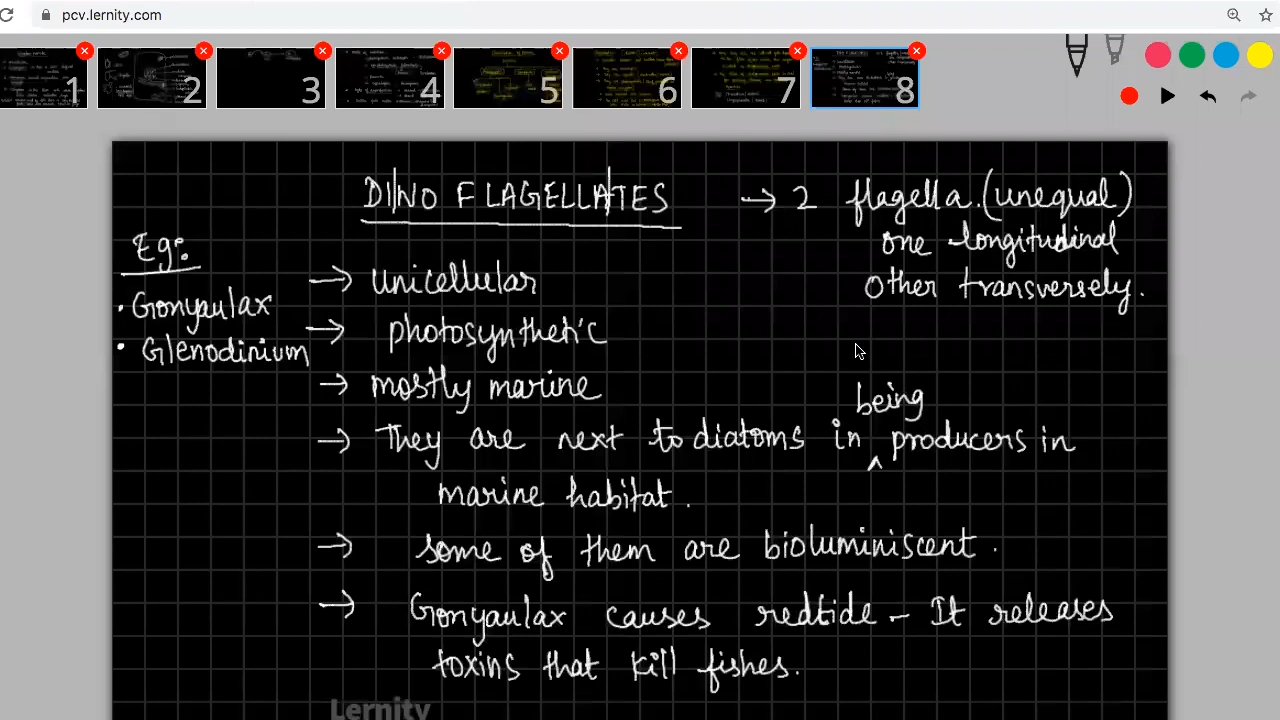 pcv.lernity.com
1 2 3 4 5 6 7 8
DINO FLAGELLATES → 2 flagella. (unequal)
one longitudinal
other transversely.
Eg:
• Gonyaulax
• Glenodinium
→ Unicellular
→ photosynthetic
→ mostly marine
being
→ They are next to diatoms in ^ producers in
marine habitat.
→ some of them are bioluminiscent.
→ Gonyaulax causes redtide – It releases
toxins that kill fishes.
Lernity